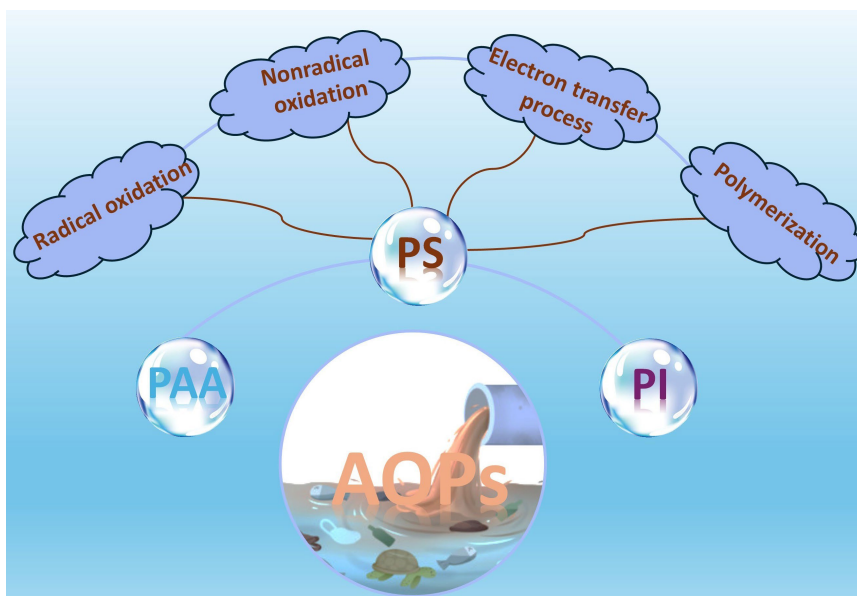 Nonradical
oxidation
Electron transfer
process
Radical oxidation
Polymerization
PS
PAA
PI
AOPs